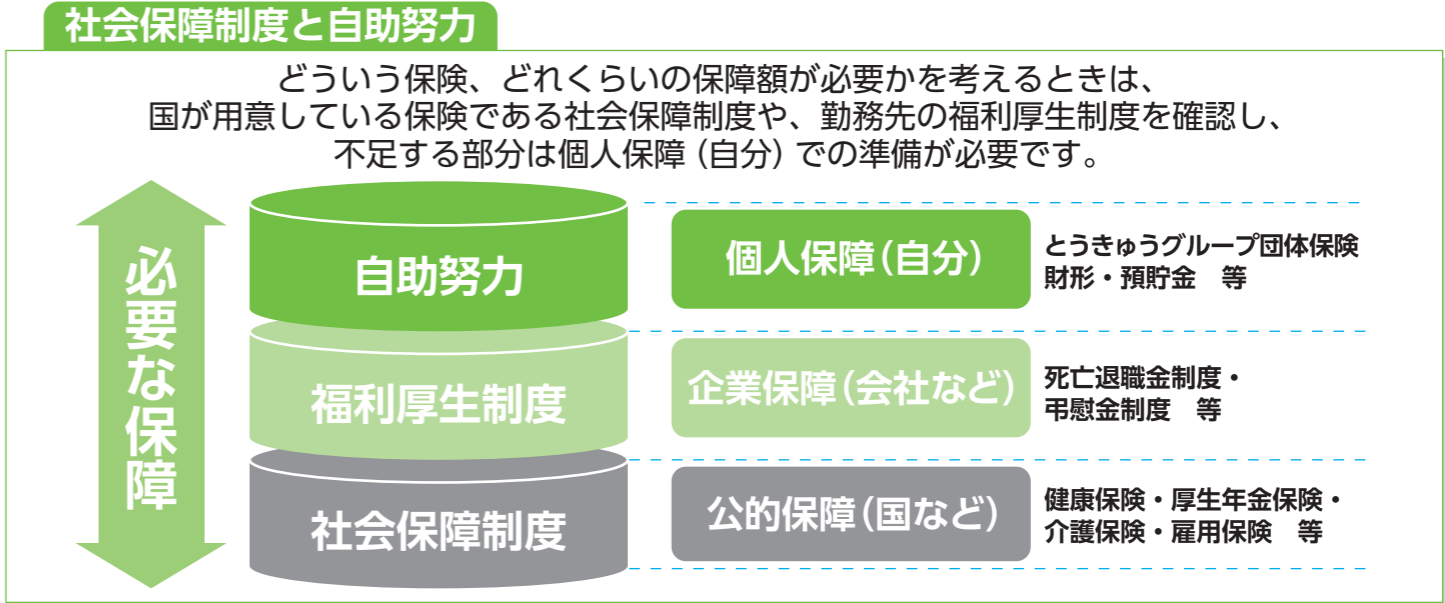 社会保障制度と自助努力
どういう保険、どれくらいの保障額が必要かを考えるときは、
国が用意している保険である社会保障制度や、勤務先の福利厚生制度を確認し、
不足する部分は個人保障（自分）での準備が必要です。
必要な保障
自助努力
個人保障（自分）
とうきゅうグループ団体保険
財形・預貯金　等
福利厚生制度
企業保障（会社など）
死亡退職金制度・
弔慰金制度　等
社会保障制度
公的保障（国など）
健康保険・厚生年金保険・
介護保険・雇用保険　等